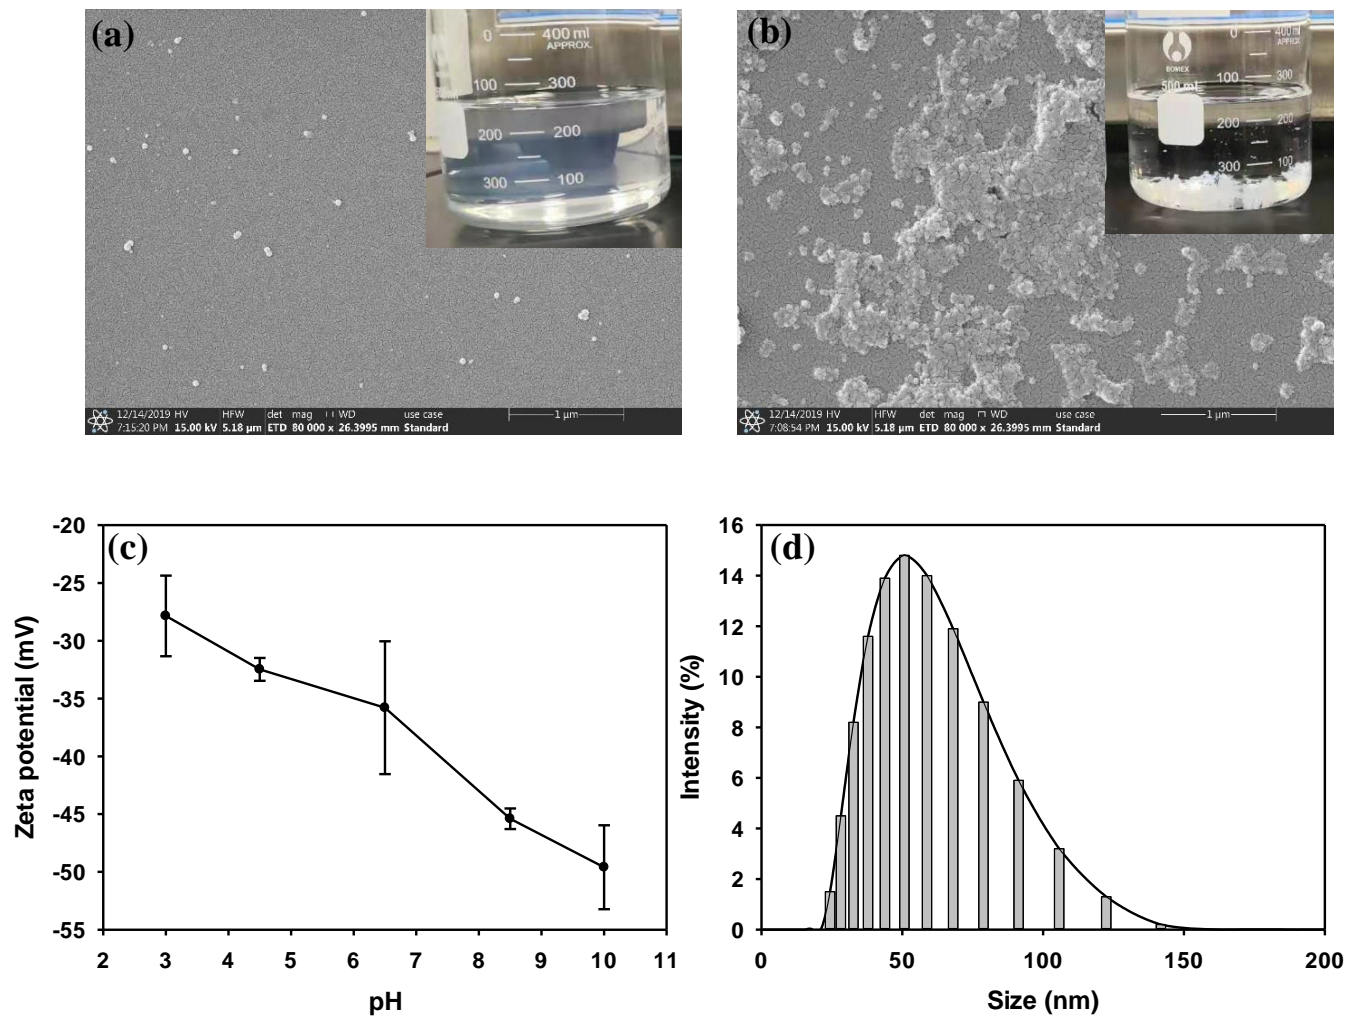 (a)
0 400 ml
APPROX.
100 300
200 200
300 100
12/14/2019 HV HFW det mag WD use case 1 µm
7:15:20 PM 15.00 kV 5.18 µm ETD 80 000 x 26.3995 mm Standard
(b)
0 400 ml
APPROX.
BOMEX
500 ml
100 300
200 200
300 100
12/14/2019 HV HFW det mag WD use case 1 µm
7:08:54 PM 15.00 kV 5.18 µm ETD 80 000 x 26.3995 mm Standard
(c)
Zeta potential (mV)
-20
-25
-30
-35
-40
-45
-50
-55
2 3 4 5 6 7 8 9 10 11
pH
(d)
Intensity (%)
16
14
12
10
8
6
4
2
0
0 50 100 150 200
Size (nm)